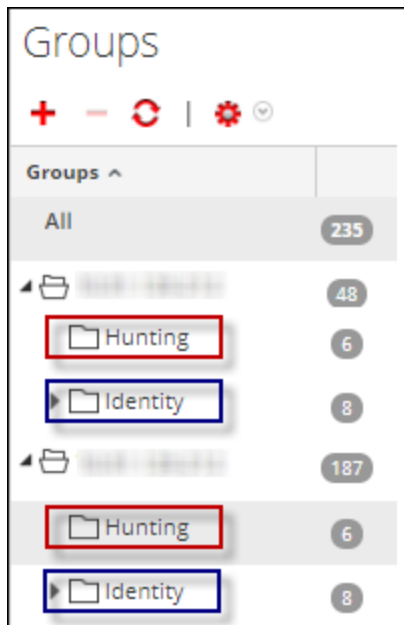 Groups
Groups
All 235
48
Hunting 6
Identity 8
187
Hunting 6
Identity 8